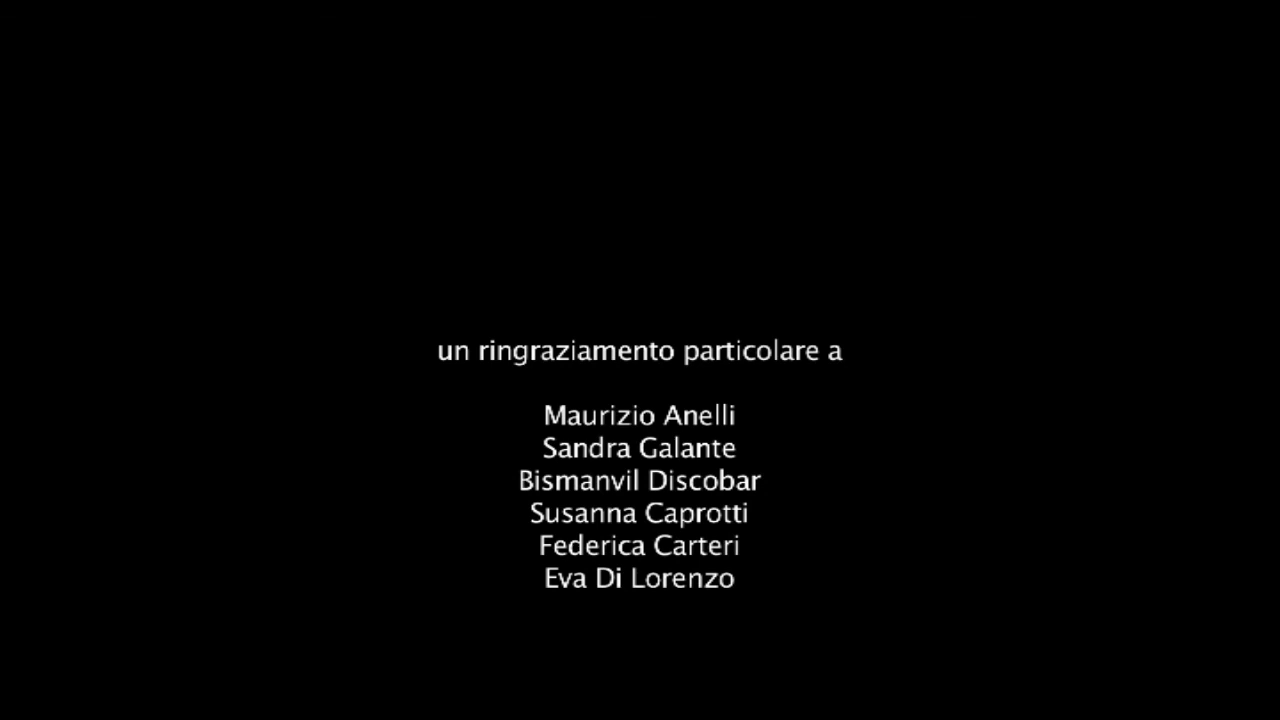 un ringraziamento particolare a
Maurizio Anelli
Sandra Galante
Bismanvil Discobar
Susanna Caprotti
Federica Carteri
Eva Di Lorenzo